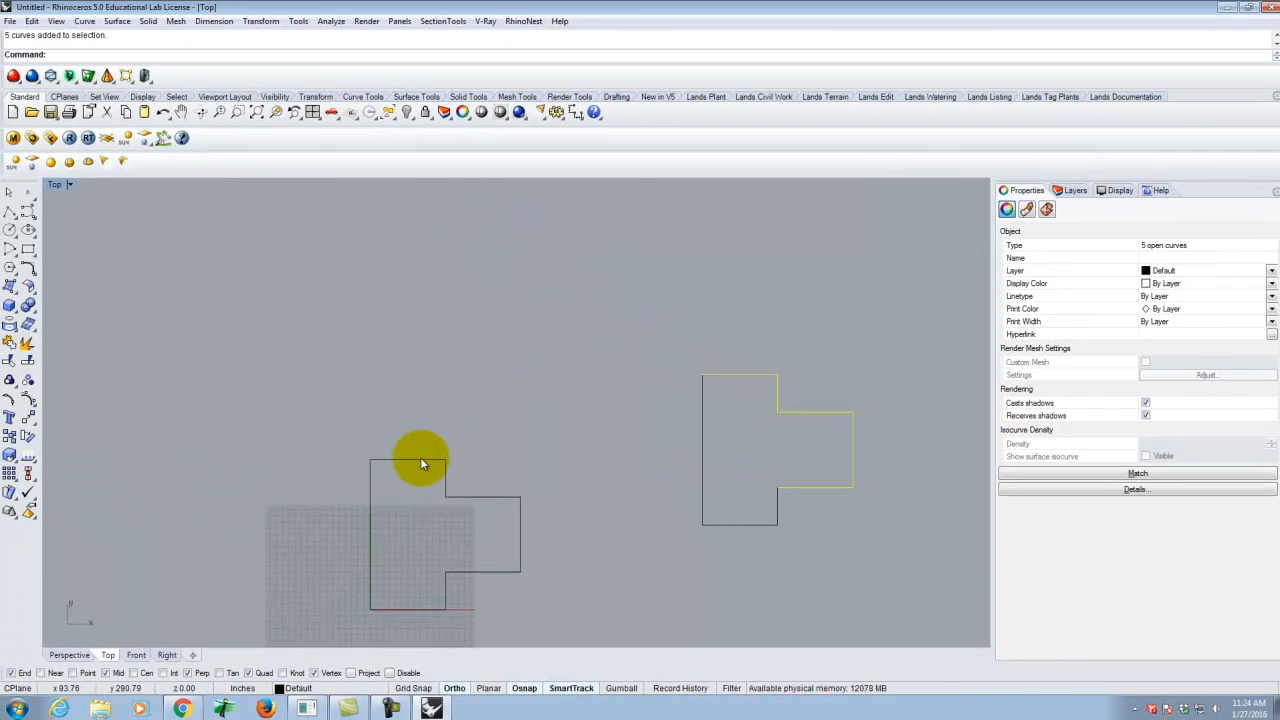 Untitled - Rhinoceros 5.0 Educational Lab License - [Top]
File Edit View Curve Surface Solid Mesh Dimension Transform Tools Analyze Render Panels SectionTools V-Ray RhinoNest Help
5 curves added to selection.
Command:
Standard CPlanes Set View Display Select Viewport Layout Visibility Transform Curve Tools Surface Tools Solid Tools Mesh Tools Render Tools Drafting New in V5 Lands Plant Lands Civil Work Lands Terrain Lands Edit Lands Watering Lands Listing Lands Tag Plants Lands Documentation
M R RT SUN
SUN
Top
Properties Layers Display Help
Object
Type 5 open curves
Name
Layer Default
Display Color By Layer
Linetype By Layer
Print Color By Layer
Print Width By Layer
Hyperlink ...
Render Mesh Settings
Custom Mesh
Settings Adjust...
Rendering
Casts shadows
Receives shadows
Isocurve Density
Density
Show surface isocurve Visible
Match
Details...
y
x
Perspective Top Front Right
End Near Point Mid Cen Int Perp Tan Quad Knot Vertex Project Disable
CPlane x 93.76 y 290.79 z 0.00 Inches Default Grid Snap Ortho Planar Osnap SmartTrack Gumball Record History Filter Available physical memory: 12078 MB
11:24 AM
1/27/2016